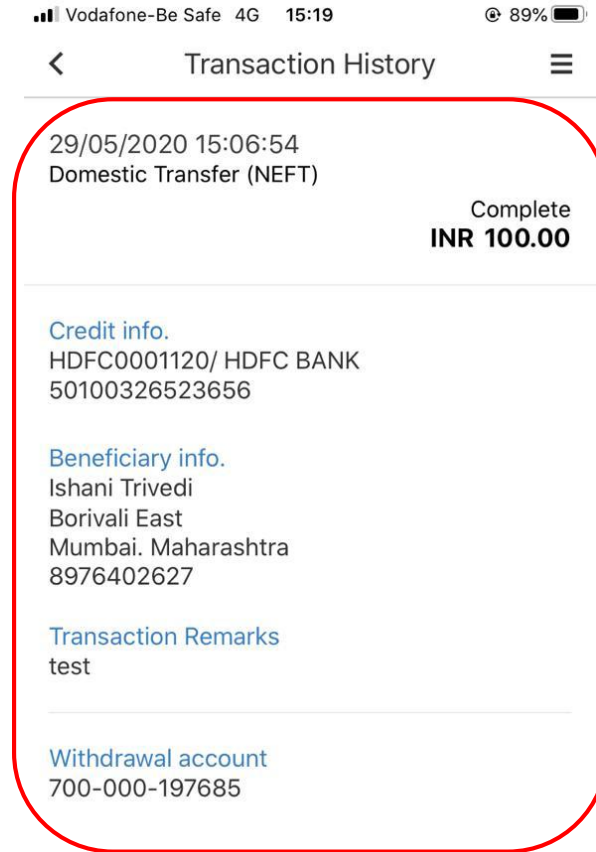 Vodafone-Be Safe 4G 15:19 89%
Transaction History
29/05/2020 15:06:54
Domestic Transfer (NEFT)
Complete
INR 100.00
Credit info.
HDFC0001120/ HDFC BANK
50100326523656
Beneficiary info.
Ishani Trivedi
Borivali East
Mumbai. Maharashtra
8976402627
Transaction Remarks
test
Withdrawal account
700-000-197685